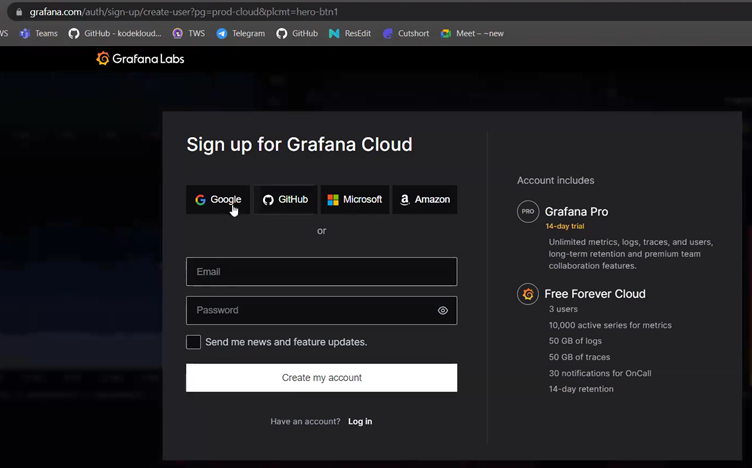 grafana.com/auth/sign-up/create-user?pg=prod-cloud&plcmt=hero-btn1
WS Teams GitHub - kodekloud... TWS Telegram GitHub ResEdit Cutshort Meet – ~new
Grafana Labs
Sign up for Grafana Cloud
Google GitHub Microsoft Amazon
or
Email
Password
Send me news and feature updates.
Create my account
Have an account? Log in
Account includes
PRO Grafana Pro
14-day trial
Unlimited metrics, logs, traces, and users,
long-term retention and premium team
collaboration features.
Free Forever Cloud
3 users
10,000 active series for metrics
50 GB of logs
50 GB of traces
30 notifications for OnCall
14-day retention